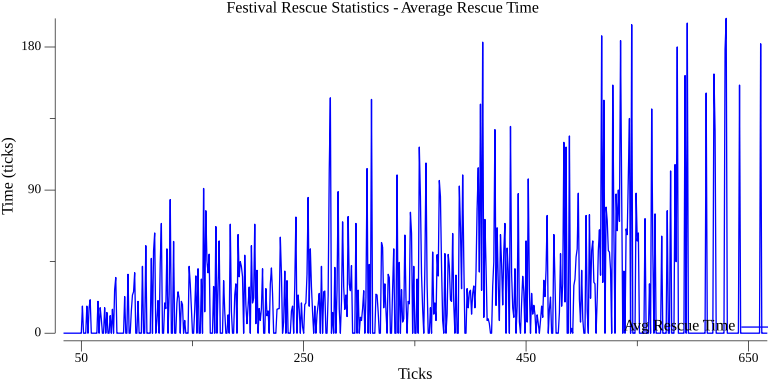 Festival Rescue Statistics - Average Rescue Time
180
90
0
Time (ticks)
Avg Rescue Time
50
250
450
650
Ticks